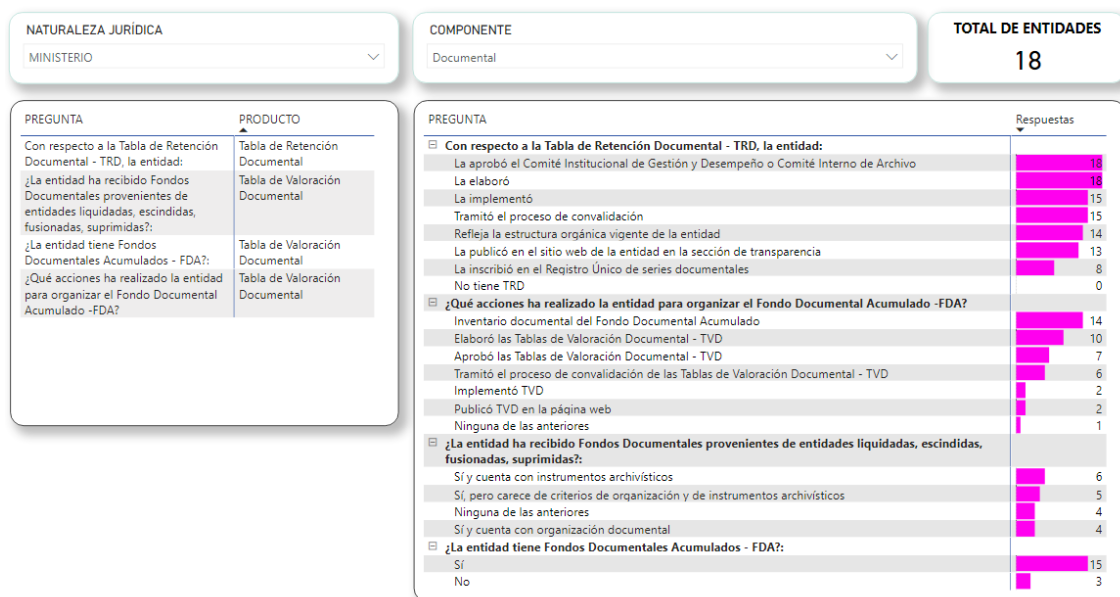 NATURALEZA JURÍDICA
MINISTERIO
COMPONENTE
Documental
TOTAL DE ENTIDADES
18
PREGUNTA PRODUCTO
Con respecto a la Tabla de Retención Tabla de Retención
Documental - TRD, la entidad: Documental
¿La entidad ha recibido Fondos Tabla de Valoración
Documentales provenientes de Documental
entidades liquidadas, escindidas,
fusionadas, suprimidas?:
¿La entidad tiene Fondos Tabla de Valoración
Documentales Acumulados - FDA?: Documental
¿Qué acciones ha realizado la entidad Tabla de Valoración
para organizar el Fondo Documental Documental
Acumulado -FDA?
PREGUNTA Respuestas
Con respecto a la Tabla de Retención Documental - TRD, la entidad:
La aprobó el Comité Institucional de Gestión y Desempeño o Comité Interno de Archivo 18
La elaboró 18
La implementó 15
Tramitó el proceso de convalidación 15
Refleja la estructura orgánica vigente de la entidad 14
La publicó en el sitio web de la entidad en la sección de transparencia 13
La inscribió en el Registro Único de series documentales 8
No tiene TRD 0
¿Qué acciones ha realizado la entidad para organizar el Fondo Documental Acumulado -FDA?
Inventario documental del Fondo Documental Acumulado 14
Elaboró las Tablas de Valoración Documental - TVD 10
Aprobó las Tablas de Valoración Documental - TVD 7
Tramitó el proceso de convalidación de las Tablas de Valoración Documental - TVD 6
Implementó TVD 2
Publicó TVD en la página web 2
Ninguna de las anteriores 1
¿La entidad ha recibido Fondos Documentales provenientes de entidades liquidadas, escindidas,
fusionadas, suprimidas?:
Sí y cuenta con instrumentos archivísticos 6
Sí, pero carece de criterios de organización y de instrumentos archivísticos 5
Ninguna de las anteriores 4
Sí y cuenta con organización documental 4
¿La entidad tiene Fondos Documentales Acumulados - FDA?:
Sí 15
No 3